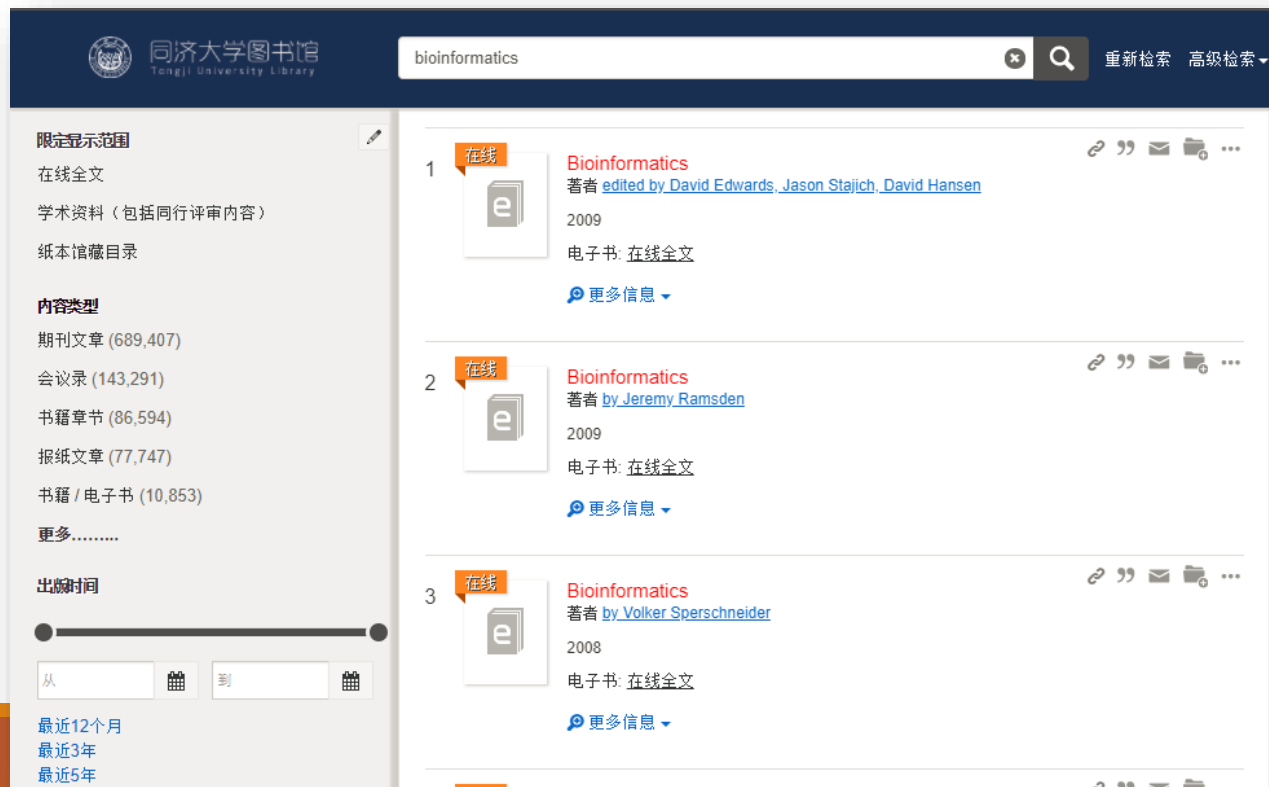 同济大学图书馆
Tongji University Library
bioinformatics
重新检索 高级检索
限定显示范围
在线全文
学术资料（包括同行评审内容）
纸本馆藏目录
内容类型
期刊文章 (689,407)
会议录 (143,291)
书籍章节 (86,594)
报纸文章 (77,747)
书籍 / 电子书 (10,853)
更多.........
出版时间
从 到
最近12个月
最近3年
最近5年
1
在线
Bioinformatics
著者 edited by David Edwards, Jason Stajich, David Hansen
2009
电子书: 在线全文
更多信息
2
在线
Bioinformatics
著者 by Jeremy Ramsden
2009
电子书: 在线全文
更多信息
3
在线
Bioinformatics
著者 by Volker Sperschneider
2008
电子书: 在线全文
更多信息